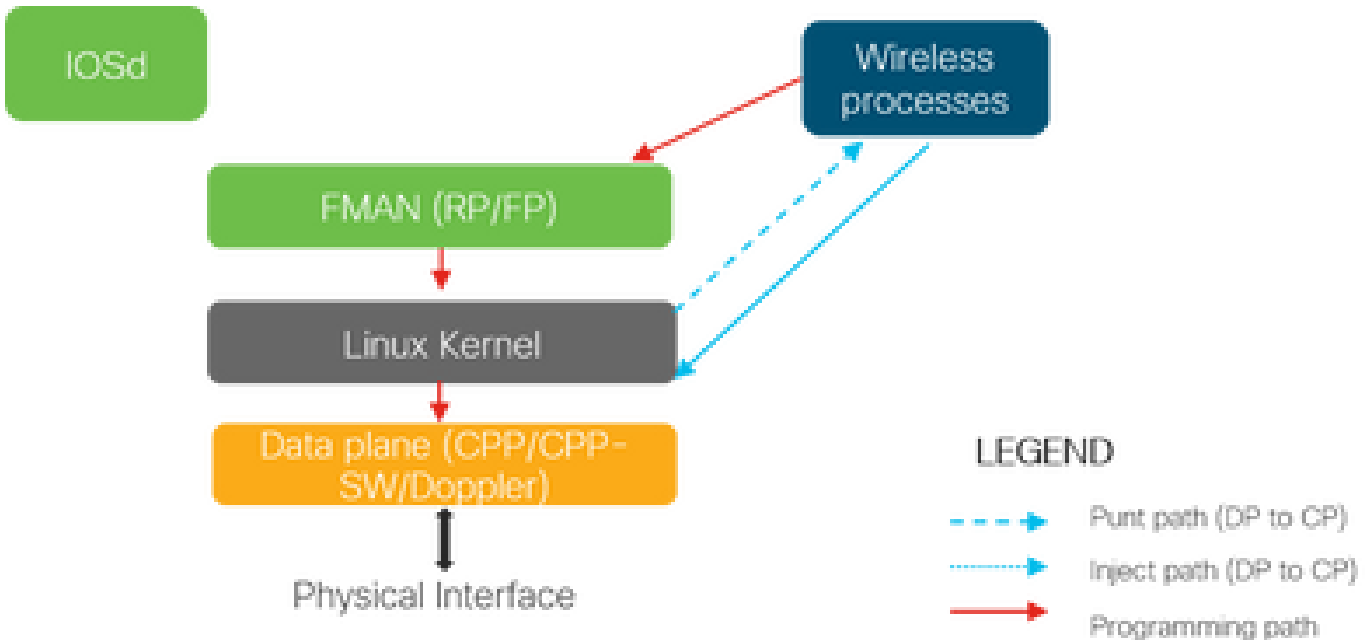 IOSd
Wireless
processes
FMAN (RP/FP)
Linux Kernel
Data plane (CPP/CPP-
SW/Doppler)
Physical Interface
LEGEND
Punt path (DP to CP)
Inject path (DP to CP)
Programming path